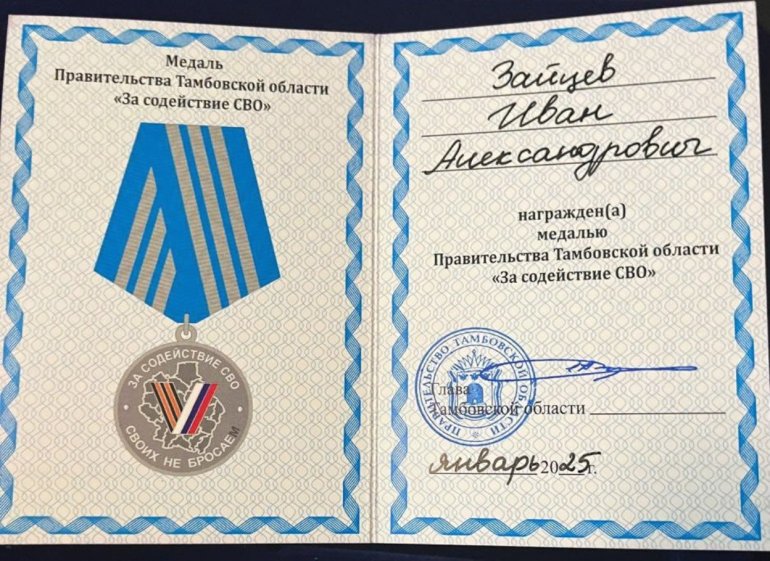 Медаль
Правительства Тамбовской области
«За содействие СВО»
ЗА СОДЕЙСТВИЕ СВО
СВОИХ НЕ БРОСАЕМ
Зайцев
Иван
Александрович
награжден(а)
медалью
Правительства Тамбовской области
«За содействие СВО»
ПРАВИТЕЛЬСТВО ТАМБОВСКОЙ ОБЛАСТИ
Глава
Тамбовской области
январь 2025 г.